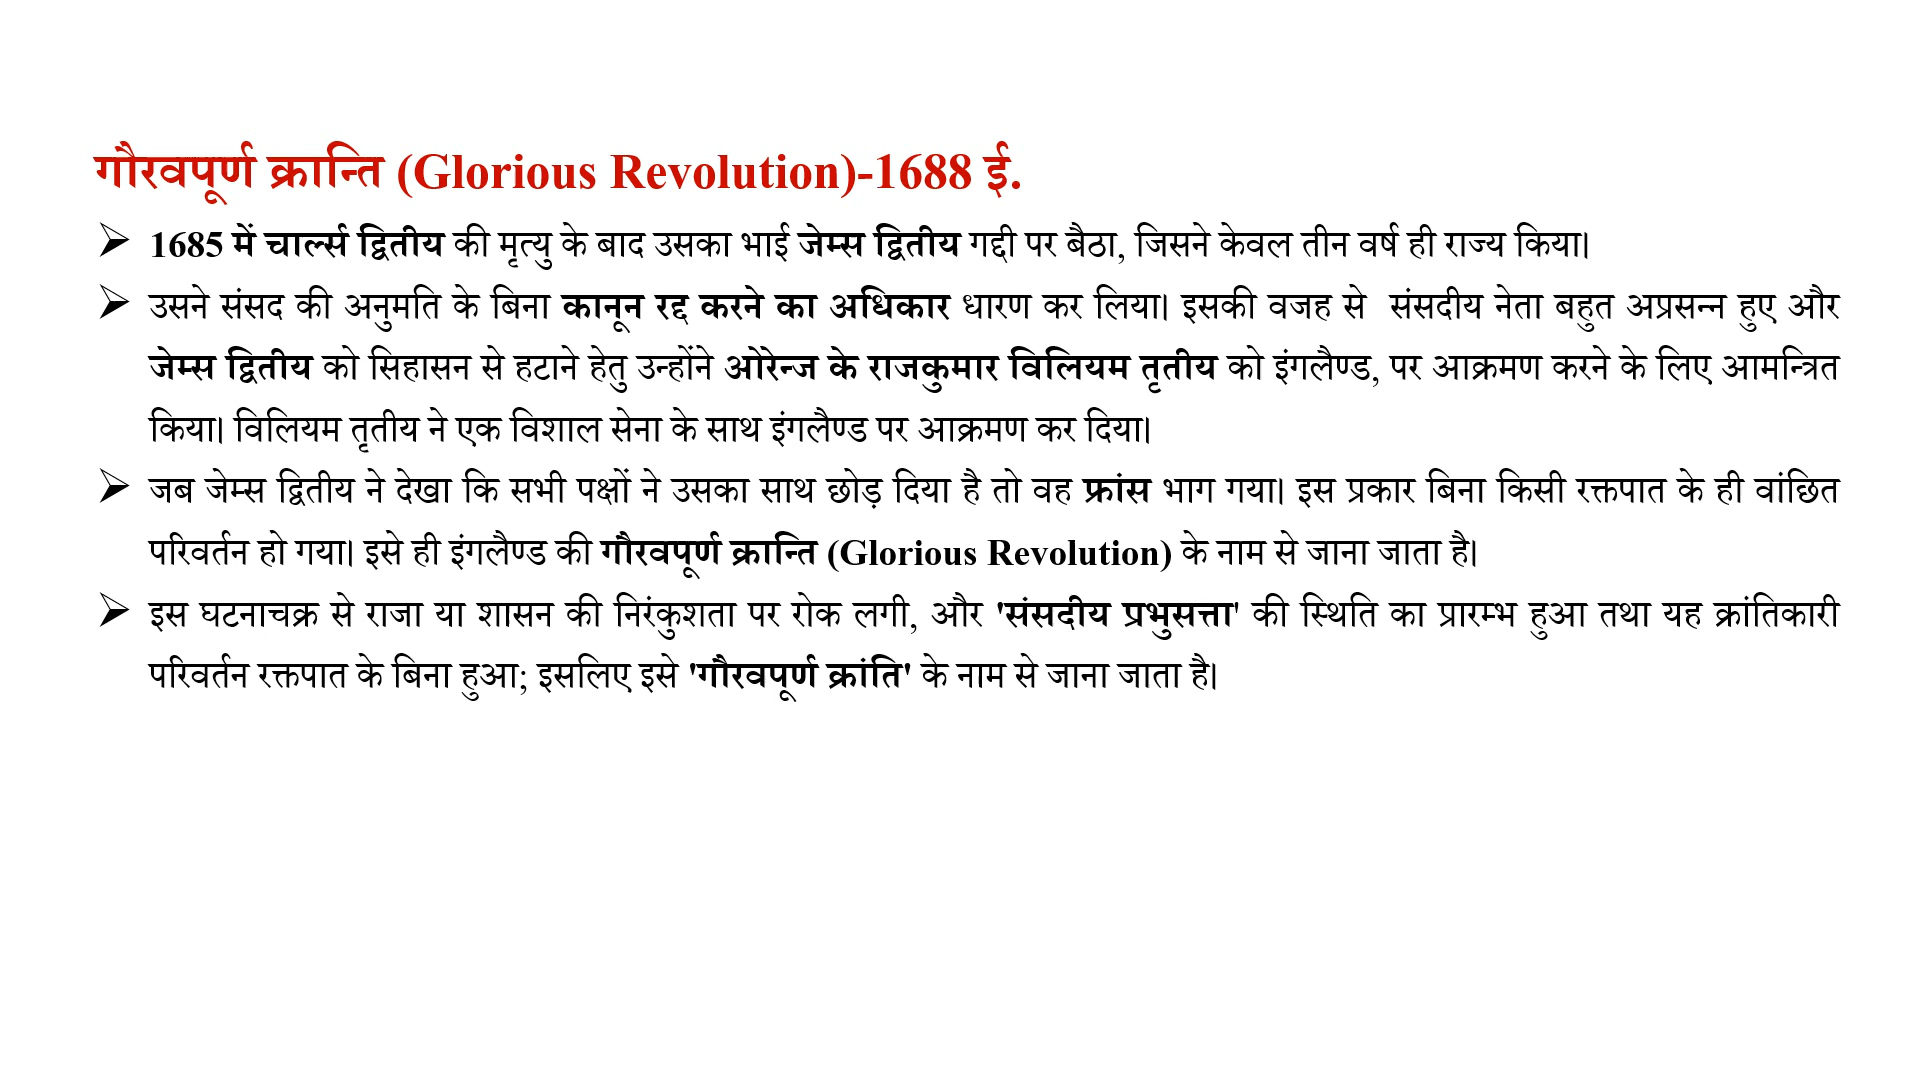 गौरवपूर्ण क्रान्ति (Glorious Revolution)-1688 ई.
➢ 1685 में चार्ल्स द्वितीय की मृत्यु के बाद उसका भाई जेम्स द्वितीय गद्दी पर बैठा, जिसने केवल तीन वर्ष ही राज्य किया।
➢ उसने संसद की अनुमति के बिना कानून रद्द करने का अधिकार धारण कर लिया। इसकी वजह से संसदीय नेता बहुत अप्रसन्न हुए और
जेम्स द्वितीय को सिहासन से हटाने हेतु उन्होंने ओरेन्ज के राजकुमार विलियम तृतीय को इंगलैण्ड, पर आक्रमण करने के लिए आमन्त्रित
किया। विलियम तृतीय ने एक विशाल सेना के साथ इंगलैण्ड पर आक्रमण कर दिया।
➢ जब जेम्स द्वितीय ने देखा कि सभी पक्षों ने उसका साथ छोड़ दिया है तो वह फ्रांस भाग गया। इस प्रकार बिना किसी रक्तपात के ही वांछित
परिवर्तन हो गया। इसे ही इंगलैण्ड की गौरवपूर्ण क्रान्ति (Glorious Revolution) के नाम से जाना जाता है।
➢ इस घटनाचक्र से राजा या शासन की निरंकुशता पर रोक लगी, और 'संसदीय प्रभुसत्ता' की स्थिति का प्रारम्भ हुआ तथा यह क्रांतिकारी
परिवर्तन रक्तपात के बिना हुआ; इसलिए इसे 'गौरवपूर्ण क्रांति' के नाम से जाना जाता है।